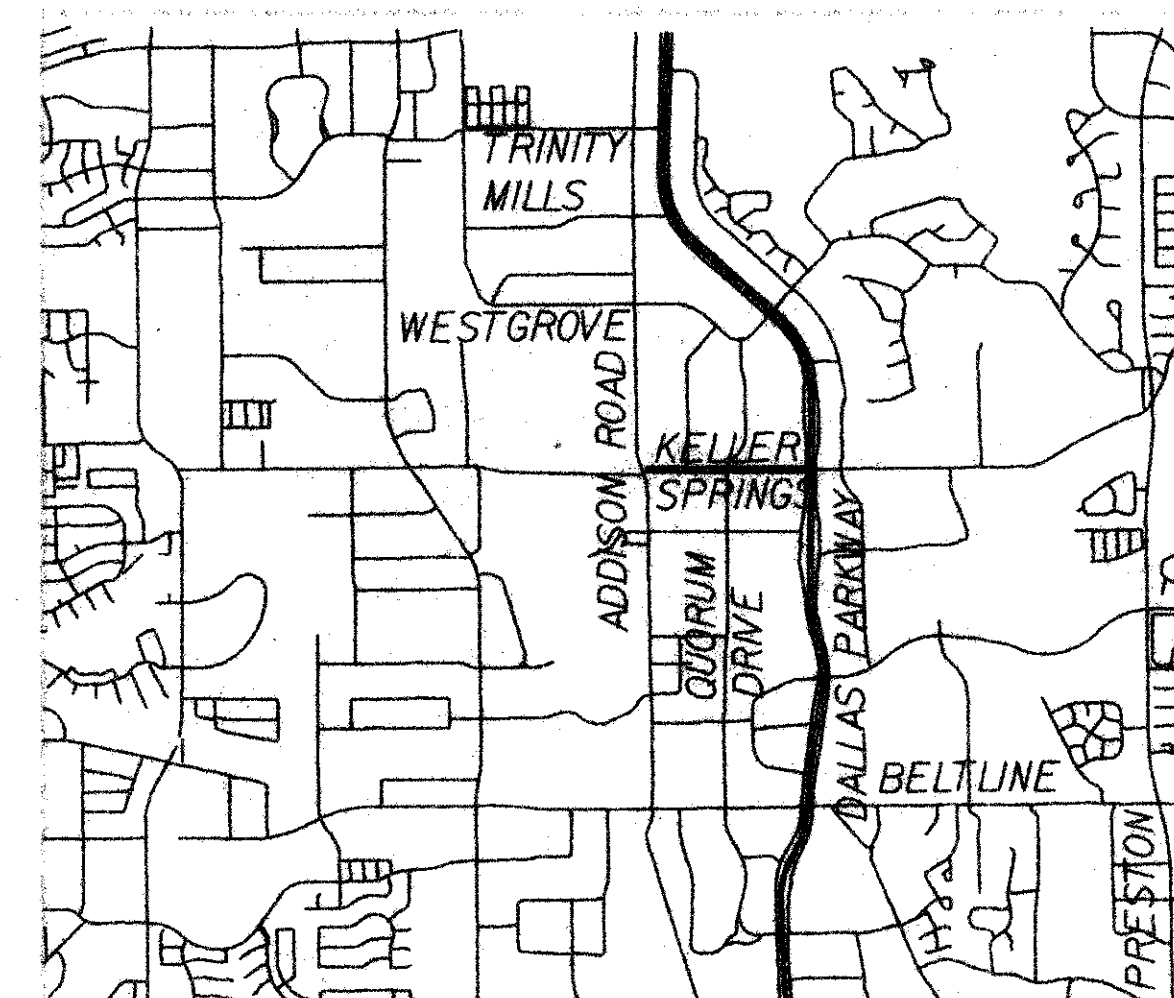 TRINITY
MILLS
WESTGROVE
ADDISON ROAD
KELLER
SPRINGS
QUORUM
DRIVE
DALLAS PARKWAY
BELTLINE
PRESTON